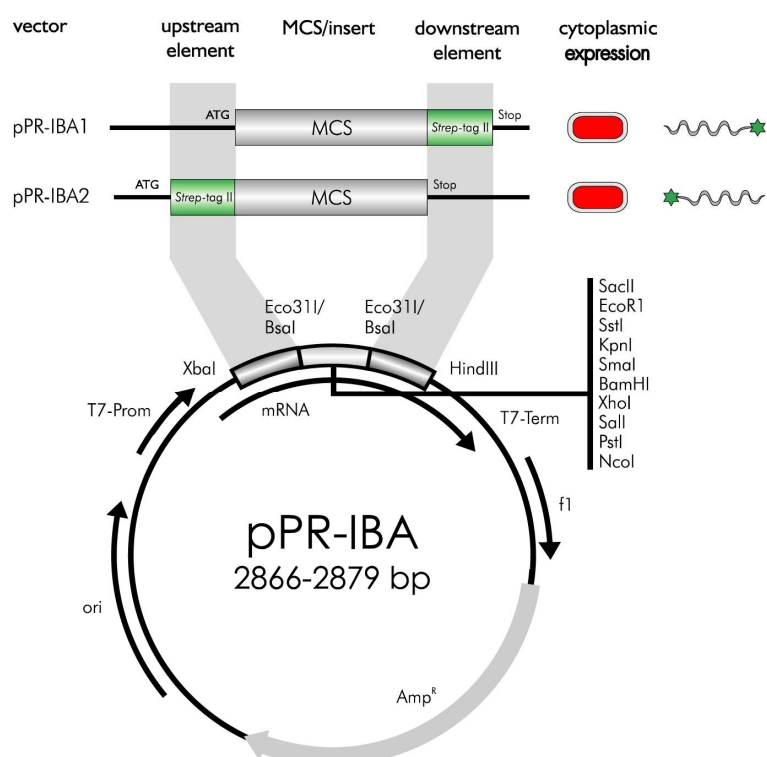 vector
upstream
element
MCS/insert
downstream
element
cytoplasmic
expression
pPR-IBA1
ATG
MCS
Strep-tag II
Stop
pPR-IBA2
ATG
Strep-tag II
MCS
Stop
Eco31I/
BsaI
Eco31I/
BsaI
XbaI
HindIII
SacII
EcoR1
SstI
KpnI
SmaI
BamHI
XhoI
SalI
PstI
NcoI
T7-Prom
mRNA
T7-Term
f1
pPR-IBA
2866-2879 bp
ori
Amp^R